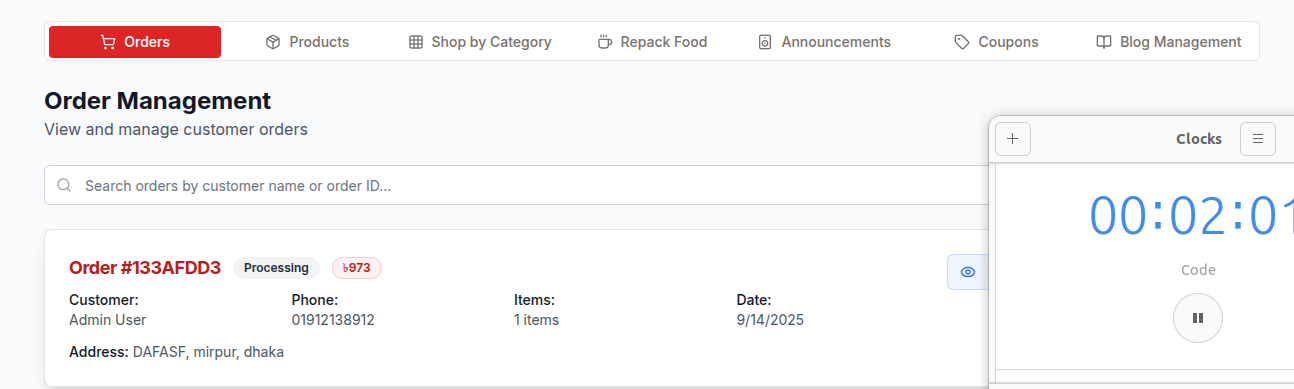 Orders Products Shop by Category Repack Food Announcements Coupons Blog Management
Order Management
View and manage customer orders
Clocks
Search orders by customer name or order ID...
00:02:01
Order #133AFDD3 Processing ৳973
Code
Customer: Phone: Items: Date:
Admin User 01912138912 1 items 9/14/2025
Address: DAFASF, mirpur, dhaka